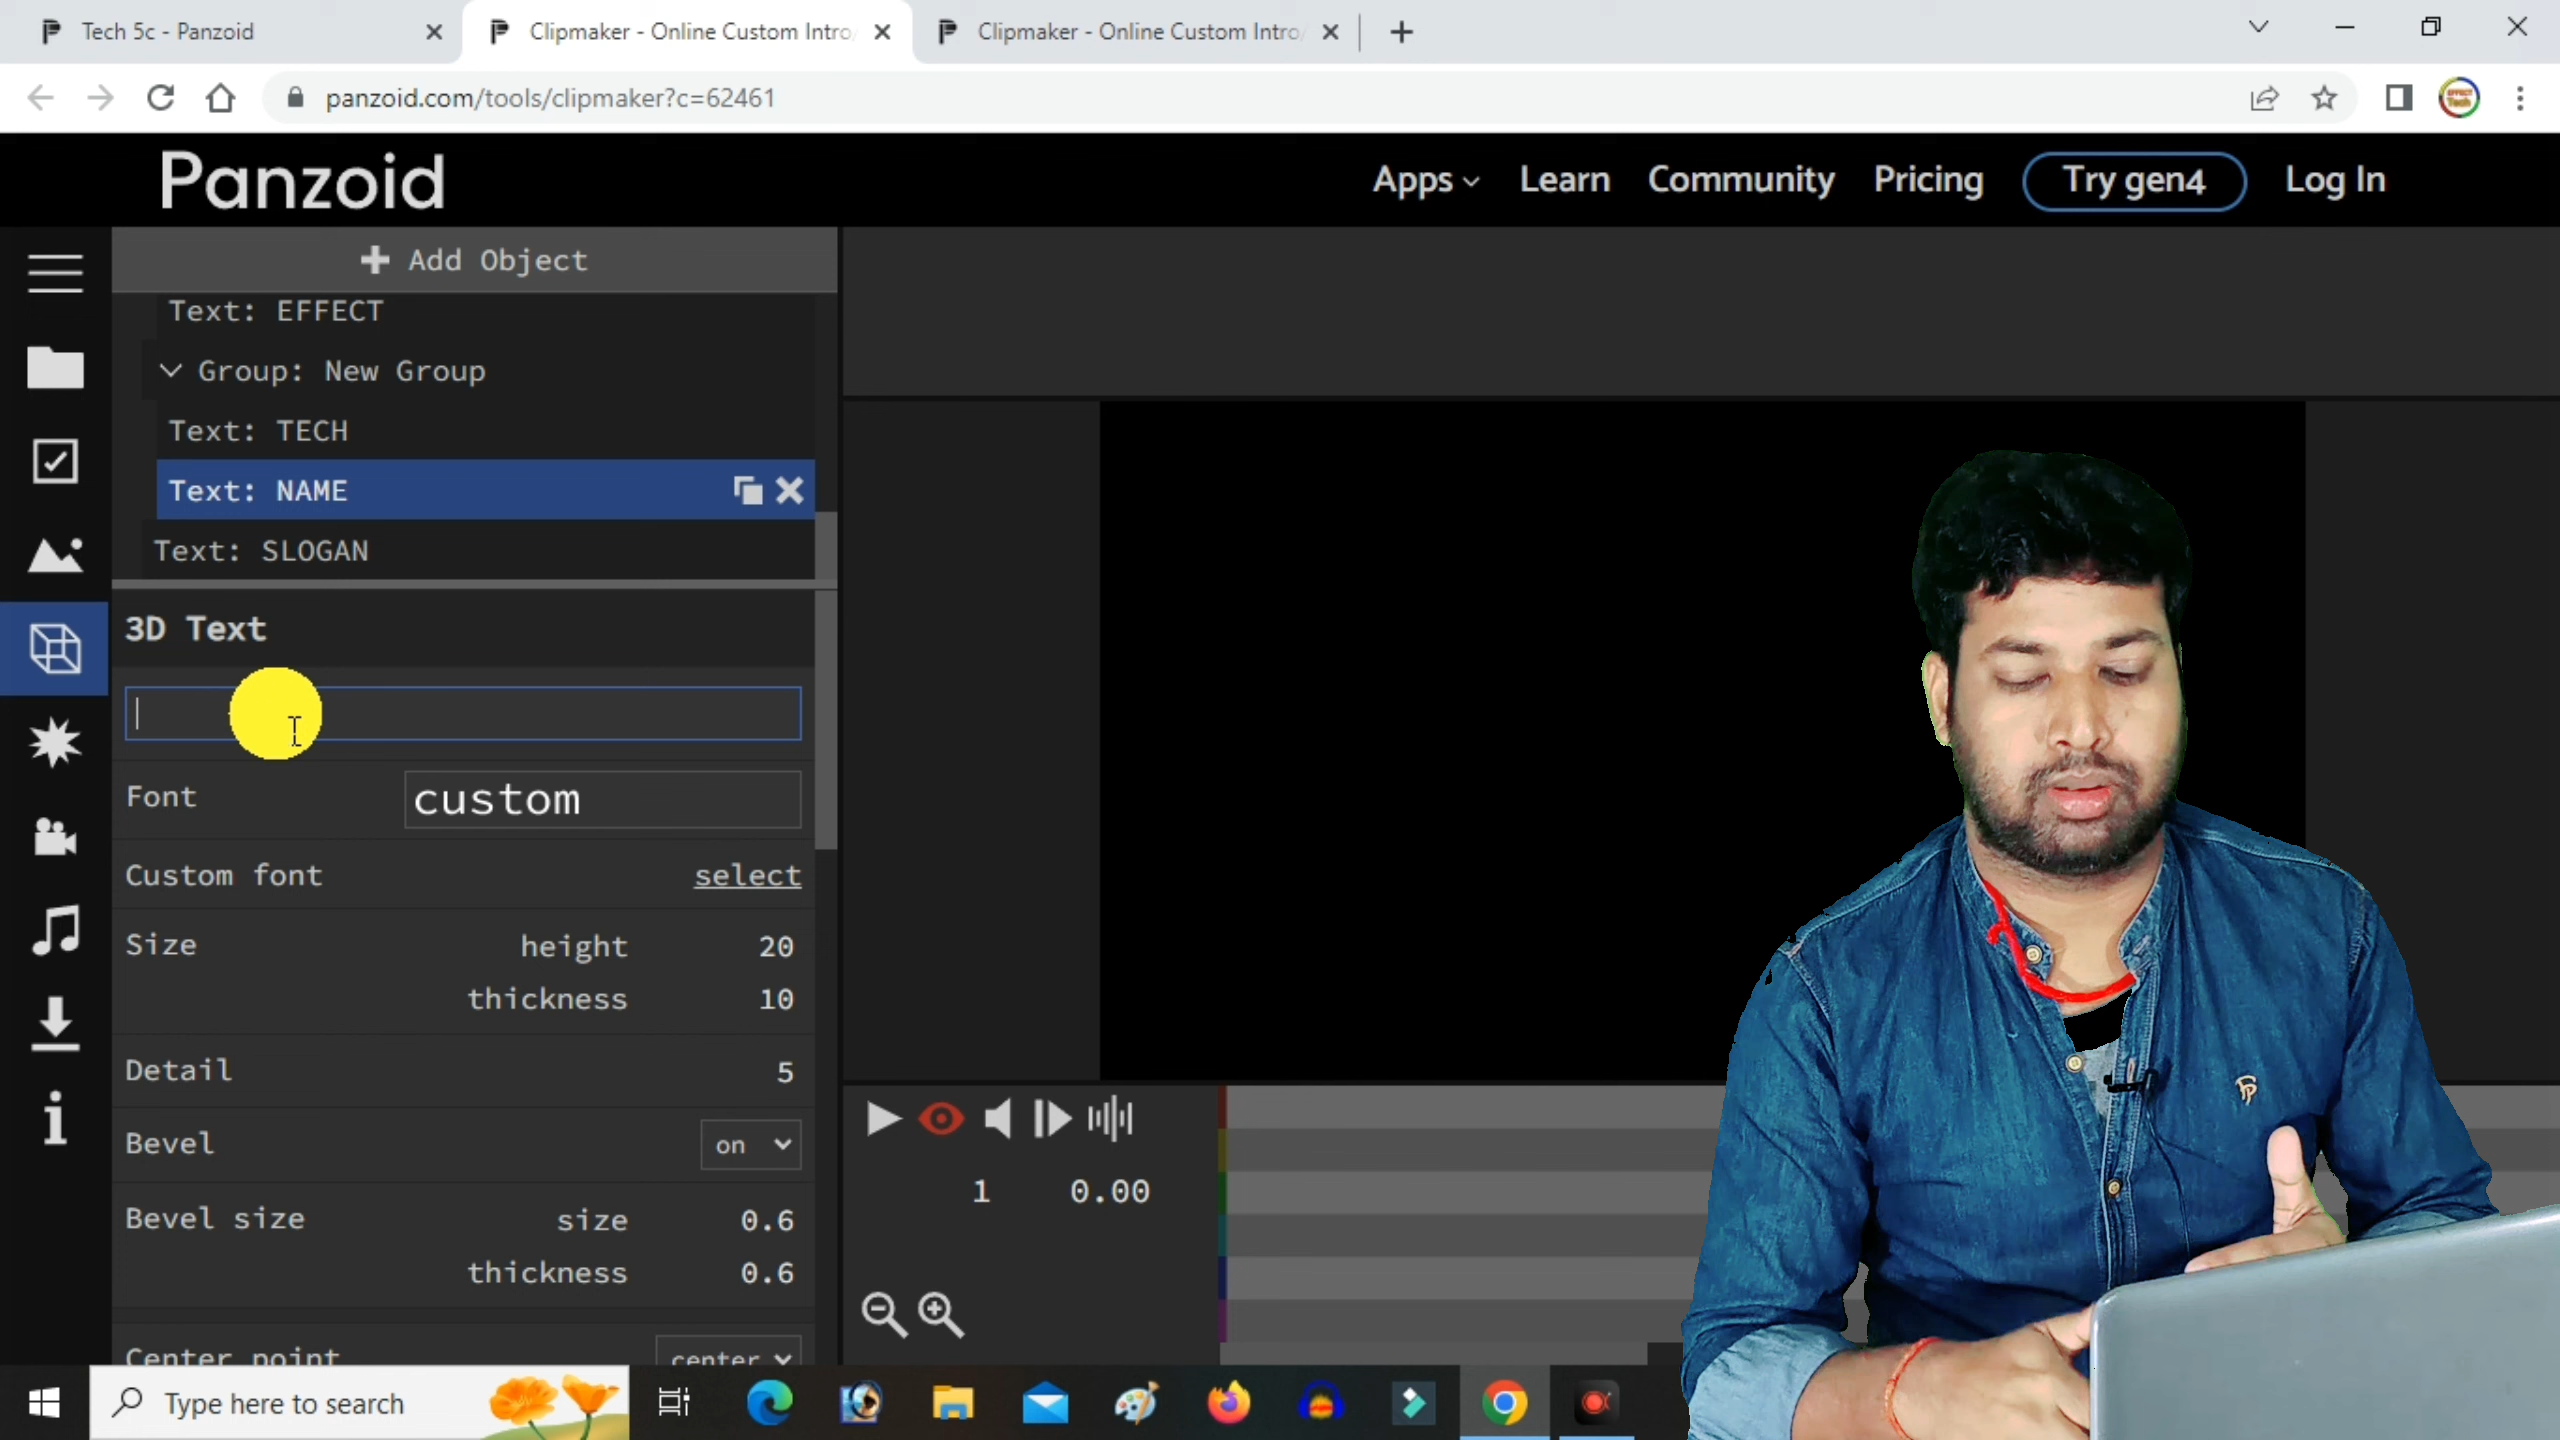 Tech 5c - Panzoid
Clipmaker - Online Custom Intro/
Clipmaker - Online Custom Intro/
panzoid.com/tools/clipmaker?c=62461
Panzoid
Apps
Learn
Community
Pricing
Try gen4
Log In
Add Object
Text: EFFECT
Group: New Group
Text: TECH
Text: NAME
Text: SLOGAN
3D Text
Font
custom
Custom font
select
Size
height
20
thickness
10
Detail
5
Bevel
on
Bevel size
size
0.6
thickness
0.6
Center point
center
1
0.00
Type here to search